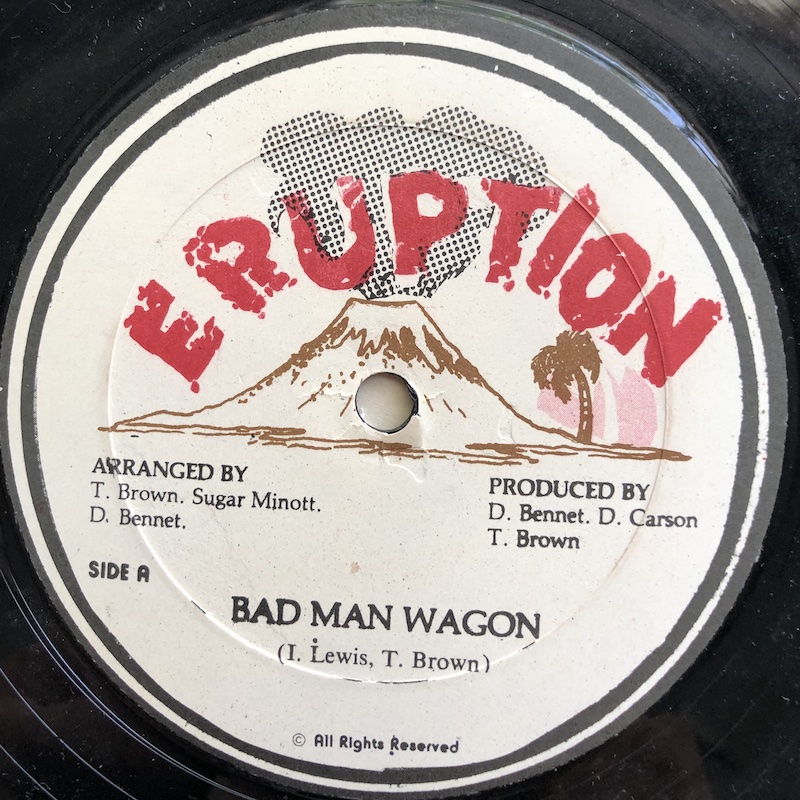 ERUPTION
ARRANGED BY
T. Brown. Sugar Minott.
D. Bennet.
PRODUCED BY
D. Bennet. D. Carson
T. Brown
SIDE A
BAD MAN WAGON
(I. Lewis, T. Brown)
© All Rights Reserved